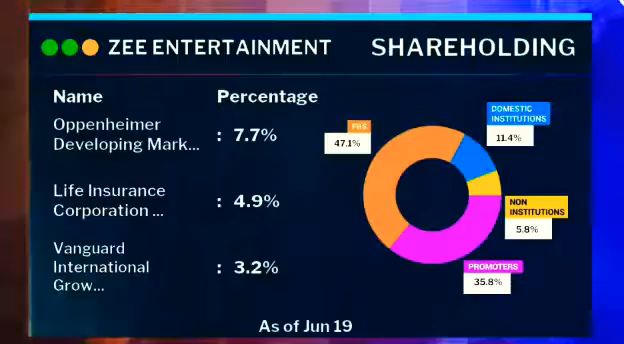 ZEE ENTERTAINMENT
SHAREHOLDING
Name
Percentage
Oppenheimer
Developing Mark...
: 7.7%
Life Insurance
Corporation ...
: 4.9%
Vanguard
International
Grow...
: 3.2%
FIIS
47.1%
DOMESTIC
INSTITUTIONS
11.4%
NON
INSTITUTIONS
5.8%
PROMOTERS
35.8%
As of Jun 19